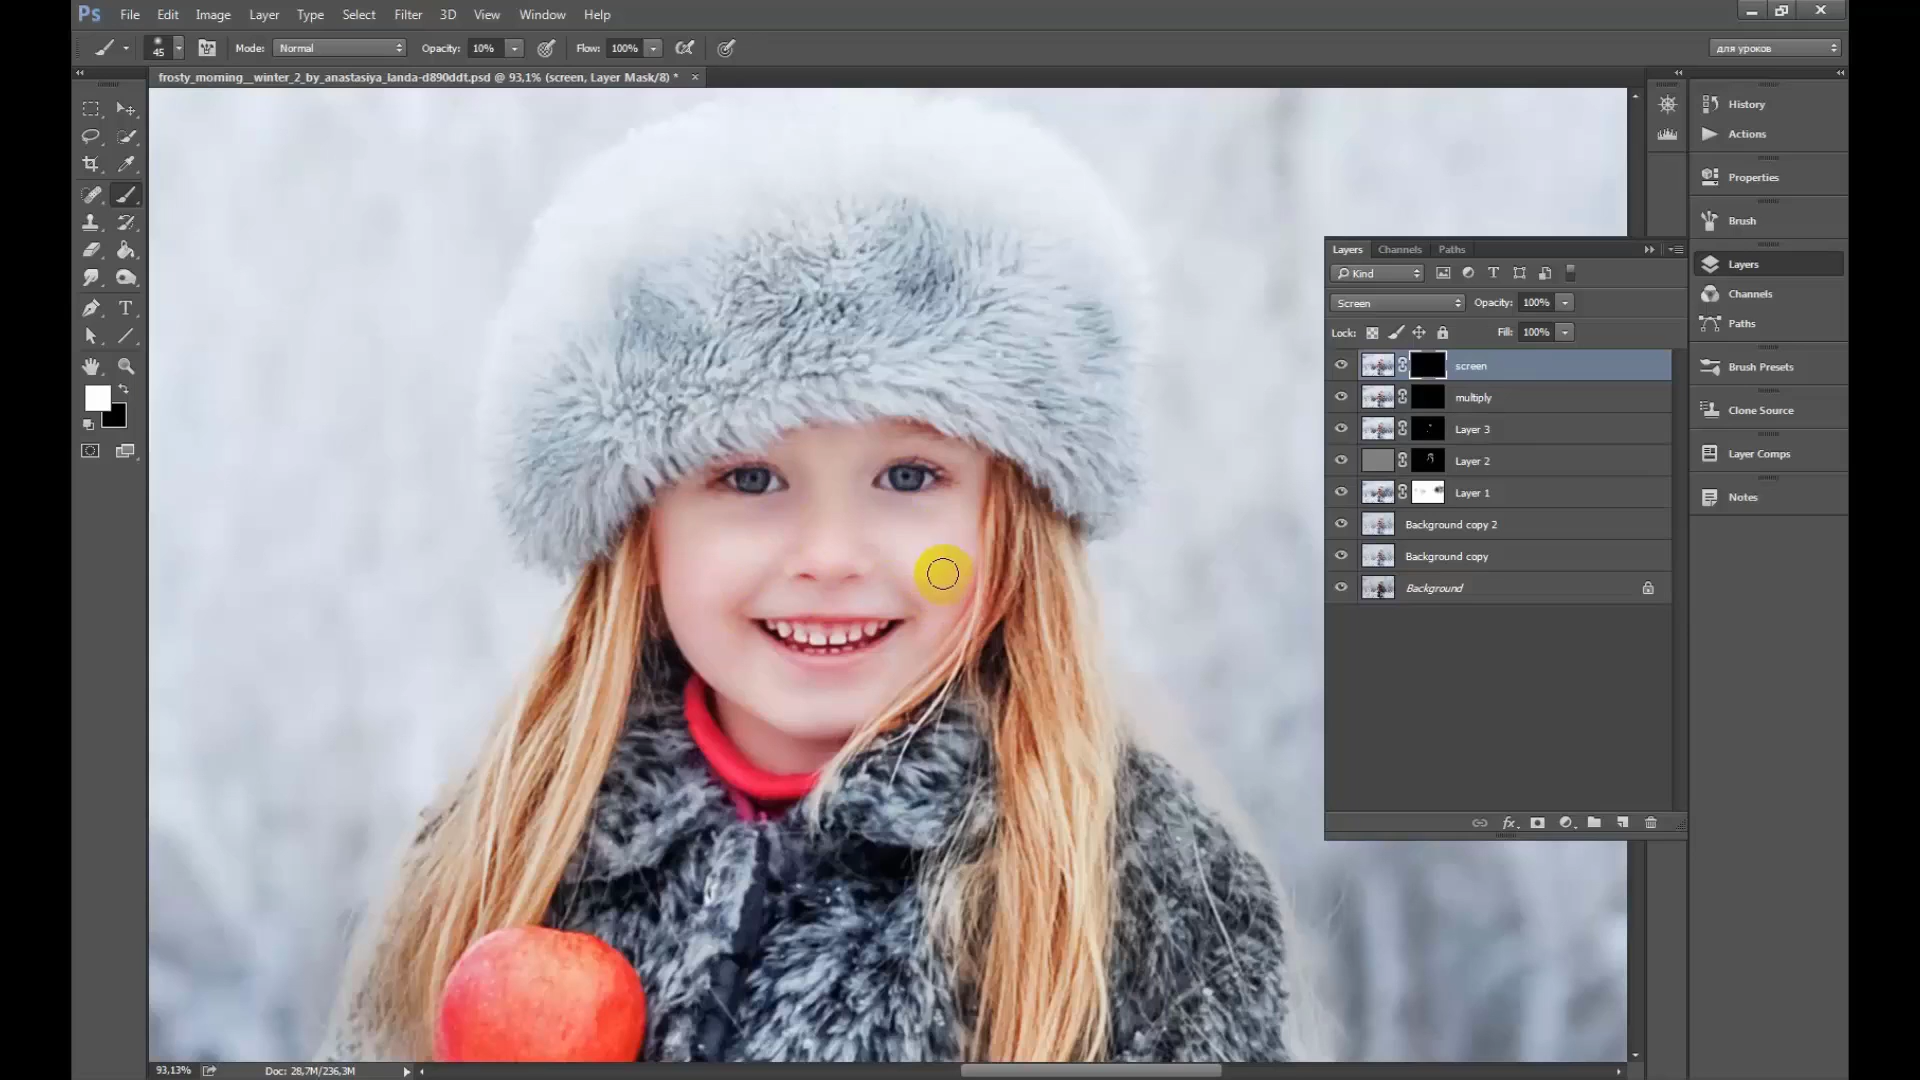 Ps File Edit Image Layer Type Select Filter 3D View Window Help
45 Mode: Normal Opacity: 10% Flow: 100% для уроков
frosty_morning__winter_2_by_anastasiya_landa-d890ddt.psd @ 93,1% (screen, Layer Mask/8) * ×
History
Actions
Properties
Brush
Layers
Channels
Paths
Brush Presets
Clone Source
Layer Comps
Notes
Layers Channels Paths
Kind
Screen Opacity: 100%
Lock: Fill: 100%
screen
multiply
Layer 3
Layer 2
Layer 1
Background copy 2
Background copy
Background
fx
93,13% Doc: 28,7M/236,3M